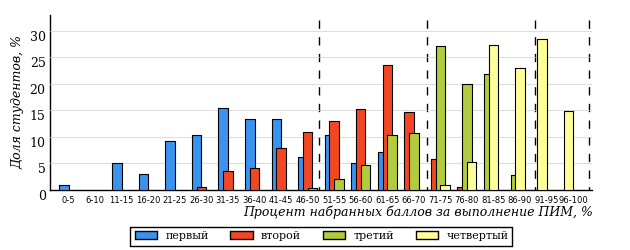 Доля студентов, %
30
25
20
15
10
5
0
0-5 6-10 11-15 16-20 21-25 26-30 31-35 36-40 41-45 46-50 51-55 56-60 61-65 66-70 71-75 76-80 81-85 86-90 91-95 96-100
Процент набранных баллов за выполнение ПИМ, %
первый второй третий четвертый